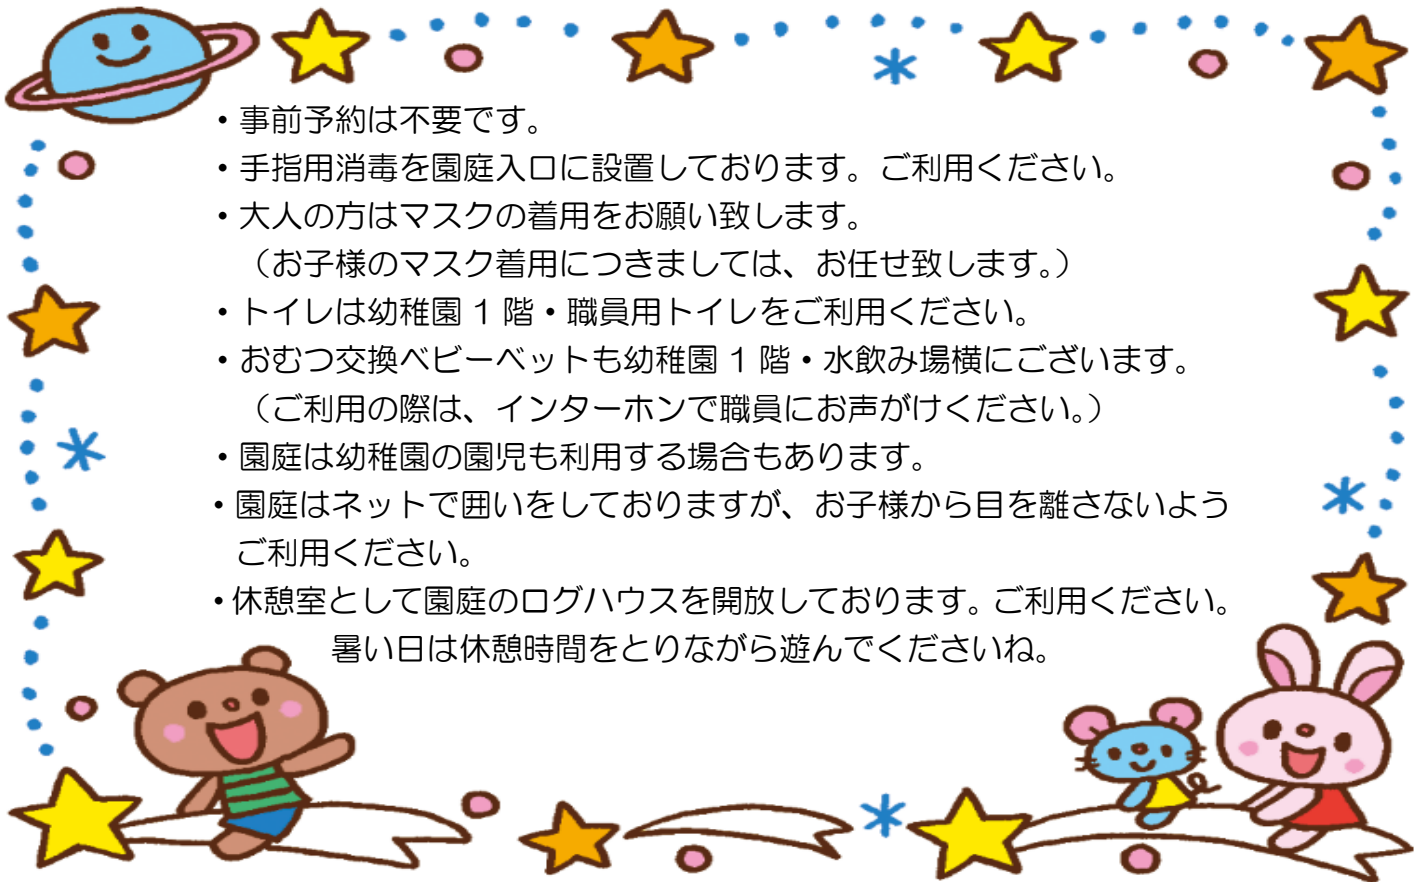 ・事前予約は不要です。
・手指用消毒を園庭入口に設置しております。ご利用ください。
・大人の方はマスクの着用をお願い致します。
（お子様のマスク着用につきましては、お任せ致します。）
・トイレは幼稚園１階・職員用トイレをご利用ください。
・おむつ交換ベビーベットも幼稚園１階・水飲み場横にございます。
（ご利用の際は、インターホンで職員にお声がけください。）
・園庭は幼稚園の園児も利用する場合もあります。
・園庭はネットで囲いをしておりますが、お子様から目を離さないよう
ご利用ください。
・休憩室として園庭のログハウスを開放しております。ご利用ください。
暑い日は休憩時間をとりながら遊んでくださいね。